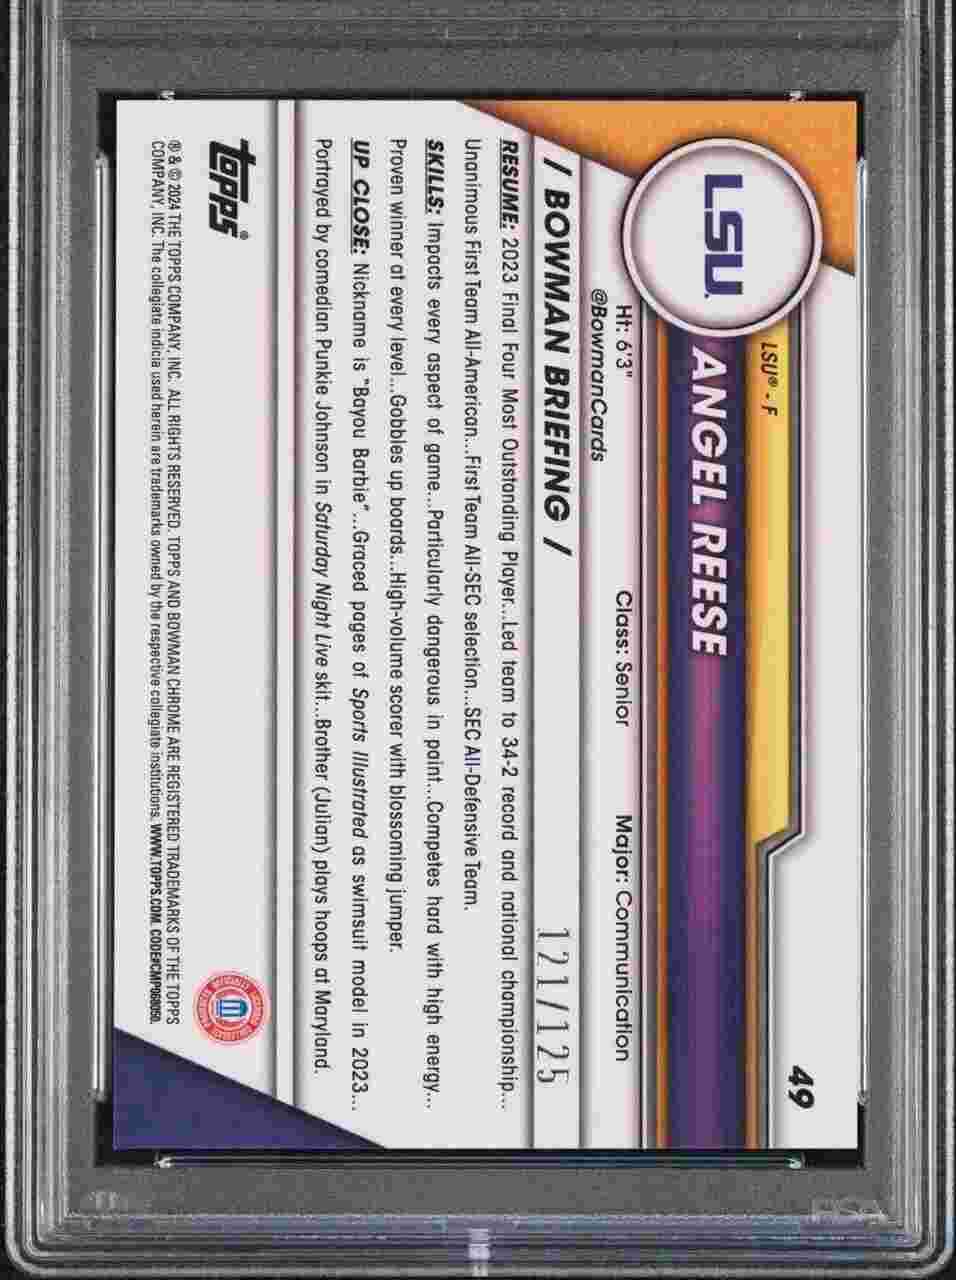 49
LSU® - F
LSU
ANGEL REESE
Ht: 6'3" Class: Senior Major: Communication
@BowmanCards
/ BOWMAN BRIEFING / 121/125
RESUME: 2023 Final Four Most Outstanding Player...Led team to 34-2 record and national championship...
Unanimous First Team All-American...First Team All-SEC selection...SEC All-Defensive Team.
SKILLS: Impacts every aspect of game...Particularly dangerous in paint...Competes hard with high energy...
Proven winner at every level...Gobbles up boards...High-volume scorer with blossoming jumper.
UP CLOSE: Nickname is "Bayou Barbie"...Graced pages of Sports Illustrated as swimsuit model in 2023...
Portrayed by comedian Punkie Johnson in Saturday Night Live skit...Brother (Julian) plays hoops at Maryland.
topps®
® & © 2024 THE TOPPS COMPANY, INC. ALL RIGHTS RESERVED. TOPPS AND BOWMAN CHROME ARE REGISTERED TRADEMARKS OF THE TOPPS
COMPANY, INC. The collegiate indicia used herein are trademarks owned by the respective collegiate institutions. WWW.TOPPS.COM. CODE#CMP068050.
PSA